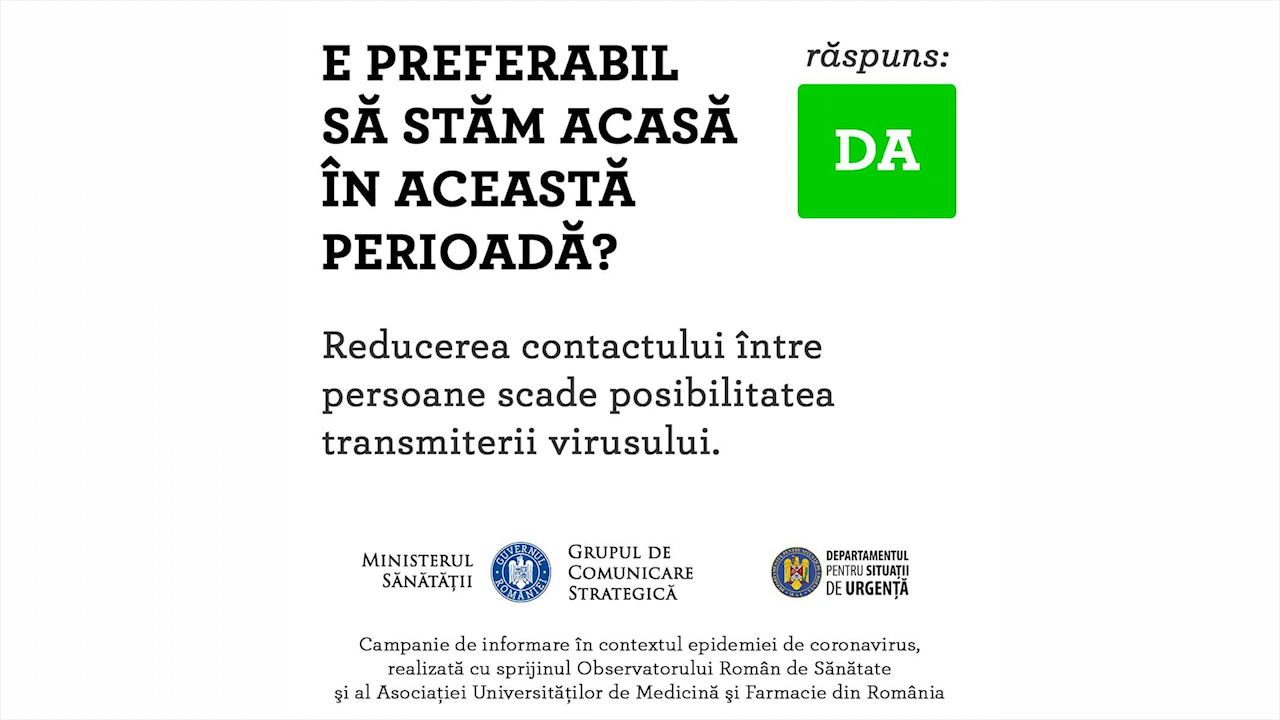 E PREFERABIL
SĂ STĂM ACASĂ
ÎN ACEASTĂ
PERIOADĂ?
răspuns:
DA
Reducerea contactului între
persoane scade posibilitatea
transmiterii virusului.
MINISTERUL
SĂNĂTĂȚII
GUVERNUL
ROMÂNIEI
GRUPUL DE
COMUNICARE
STRATEGICĂ
DEPARTAMENTUL
PENTRU SITUAȚII
DE URGENȚĂ
Campanie de informare în contextul epidemiei de coronavirus,
realizată cu sprijinul Observatorului Român de Sănătate
şi al Asociaţiei Universităţilor de Medicină şi Farmacie din România